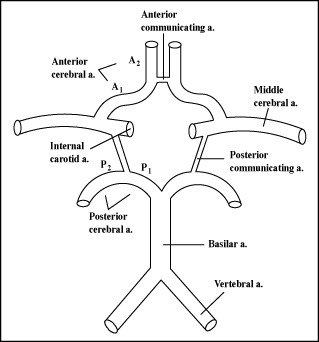 Anterior
communicating a.
Anterior
cerebral a.
A2
A1
Middle
cerebral a.
Internal
carotid a.
P2
P1
Posterior
communicating a.
Posterior
cerebral a.
Basilar a.
Vertebral a.